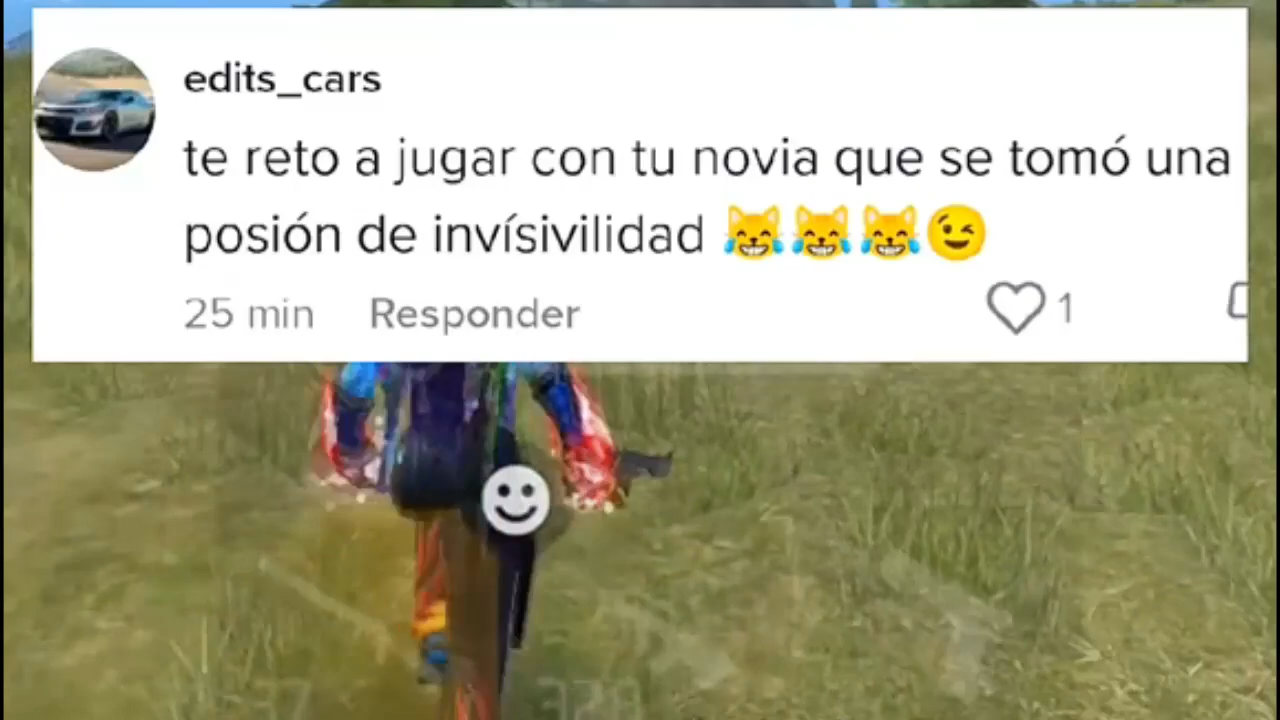 edits_cars
te reto a jugar con tu novia que se tomó una
posión de invísivilidad 😹😹😹😉
25 min Responder 1